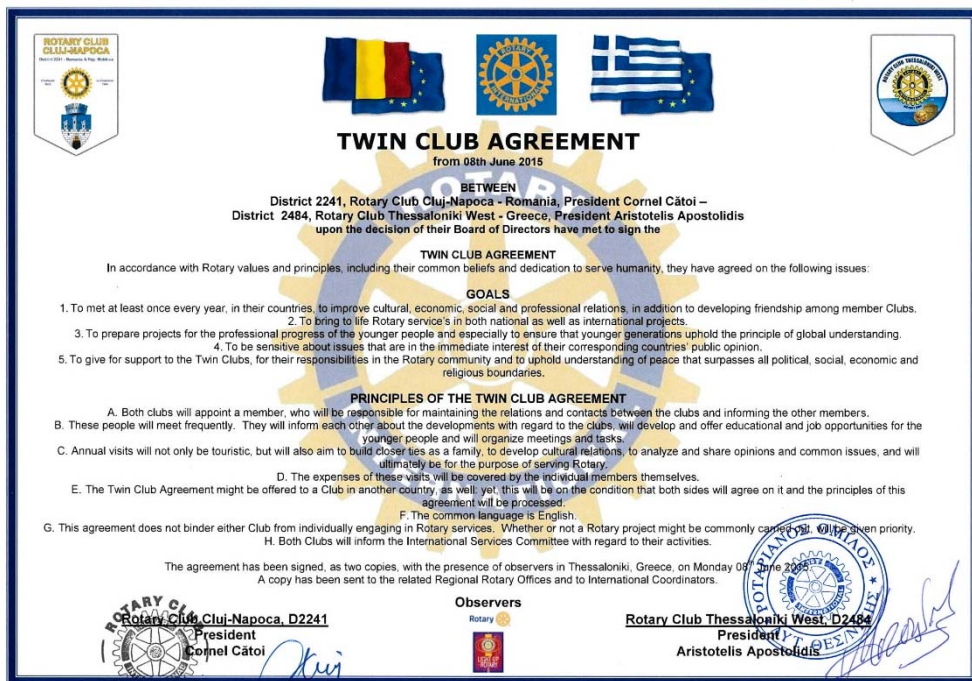 ROTARY CLUB
CLUJ-NAPOCA
ROTARY INTERNATIONAL
ROTARY CLUB THESSALONIKI WEST
TWIN CLUB AGREEMENT
from 08th June 2015
BETWEEN
District 2241, Rotary Club Cluj-Napoca - Romania, President Cornel Cătoi –
District 2484, Rotary Club Thessaloniki West - Greece, President Aristotelis Apostolidis
upon the decision of their Board of Directors have met to sign the
TWIN CLUB AGREEMENT
In accordance with Rotary values and principles, including their common beliefs and dedication to serve humanity, they have agreed on the following issues:
GOALS
1. To met at least once every year, in their countries, to improve cultural, economic, social and professional relations, in addition to developing friendship among member Clubs.
2. To bring to life Rotary service's in both national as well as international projects.
3. To prepare projects for the professional progress of the younger people and especially to ensure that younger generations uphold the principle of global understanding.
4. To be sensitive about issues that are in the immediate interest of their corresponding countries' public opinion.
5. To give for support to the Twin Clubs, for their responsibilities in the Rotary community and to uphold understanding of peace that surpasses all political, social, economic and
religious boundaries.
PRINCIPLES OF THE TWIN CLUB AGREEMENT
A. Both clubs will appoint a member, who will be responsible for maintaining the relations and contacts between the clubs and informing the other members.
B. These people will meet frequently. They will inform each other about the developments with regard to the clubs, will develop and offer educational and job opportunities for the
younger people and will organize meetings and tasks.
C. Annual visits will not only be touristic, but will also aim to build closer ties as a family, to develop cultural relations, to analyze and share opinions and common issues, and will
ultimately be for the purpose of serving Rotary.
D. The expenses of these visits will be covered by the individual members themselves.
E. The Twin Club Agreement might be offered to a Club in another country, as well; yet, this will be on the condition that both sides will agree on it and the principles of this
agreement will be processed.
F. The common language is English.
G. This agreement does not binder either Club from individually engaging in Rotary services. Whether or not a Rotary project might be commonly carried out, will be given priority.
H. Both Clubs will inform the International Services Committee with regard to their activities.
The agreement has been signed, as two copies, with the presence of observers in Thessaloniki, Greece, on Monday 08th June 2015.
A copy has been sent to the related Regional Rotary Offices and to International Coordinators.
Observers
Rotary
LIGHT UP
ROTARY
ROTARY CLUB
Rotary Club Cluj-Napoca, D2241
President
Cornel Cătoi
Rotary Club Thessaloniki West, D2484
President
Aristotelis Apostolidis
ΡΟΤΑΡΙΑΝΟΣ ΟΜΙΛΟΣ
ΔΥΤ. ΘΕΣ/ΝΙΚΗΣ